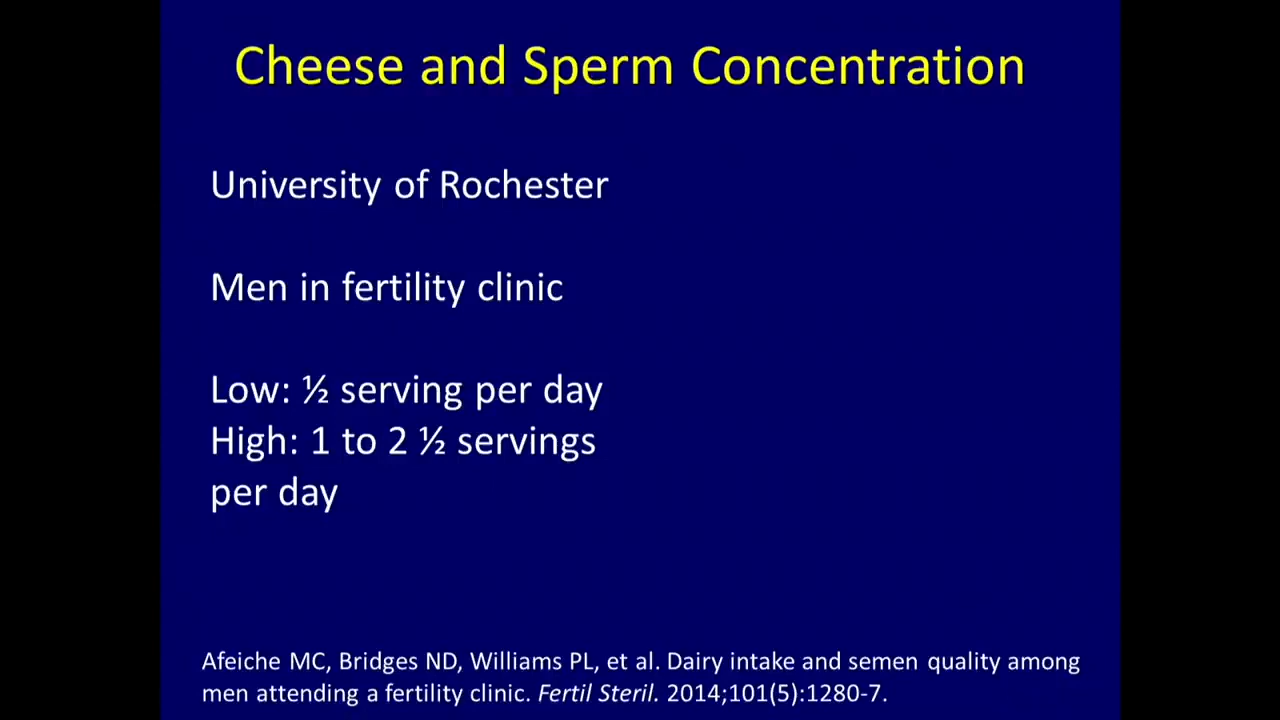 Cheese and Sperm Concentration
University of Rochester
Men in fertility clinic
Low: ½ serving per day
High: 1 to 2 ½ servings
per day
Afeiche MC, Bridges ND, Williams PL, et al. Dairy intake and semen quality among
men attending a fertility clinic. Fertil Steril. 2014;101(5):1280-7.